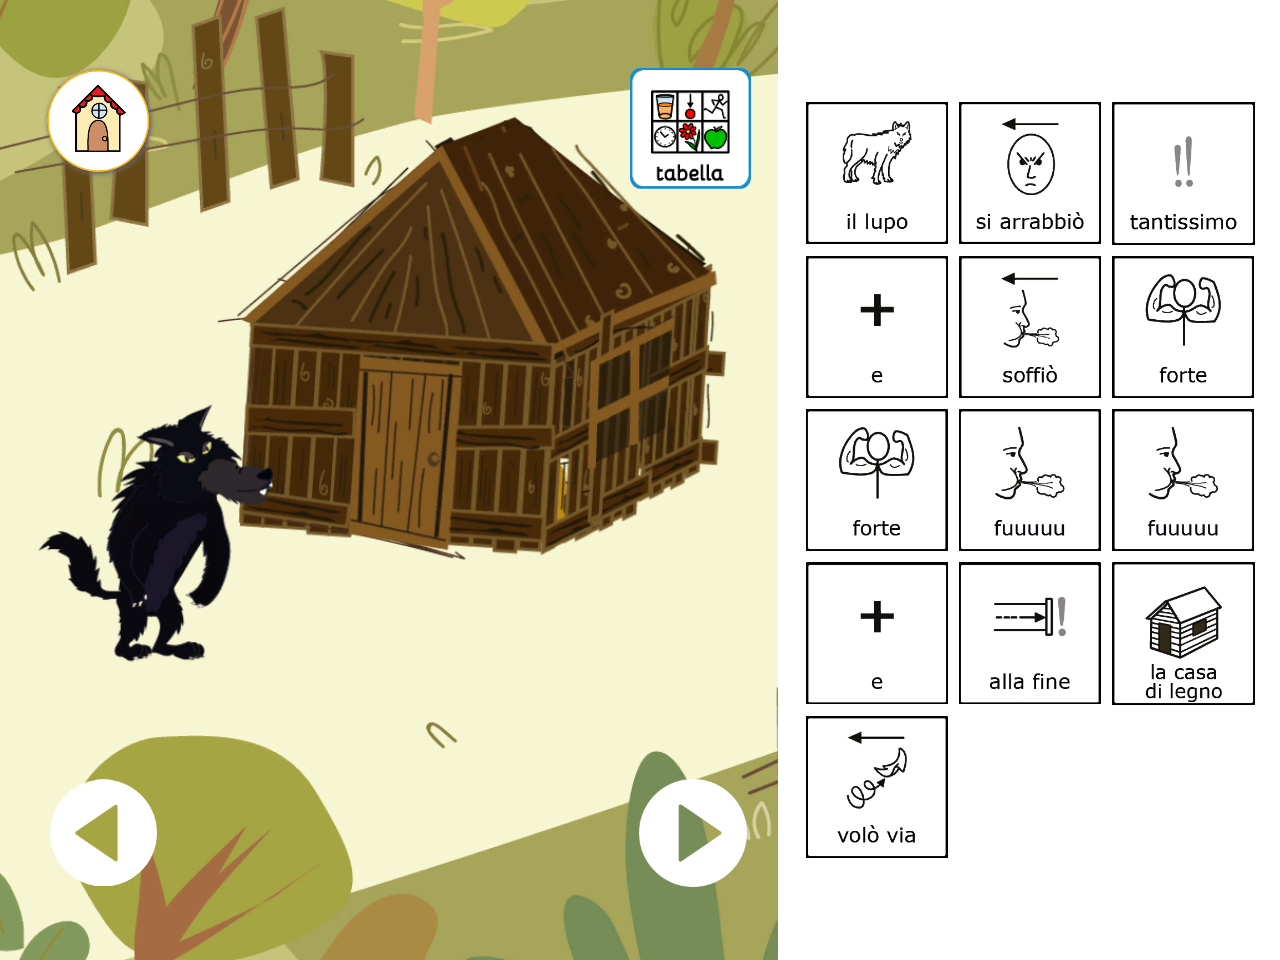 tabella
il lupo
si arrabbiò
tantissimo
e
soffiò
forte
forte
fuuuuu
fuuuuu
e
alla fine
la casa
di legno
volò via